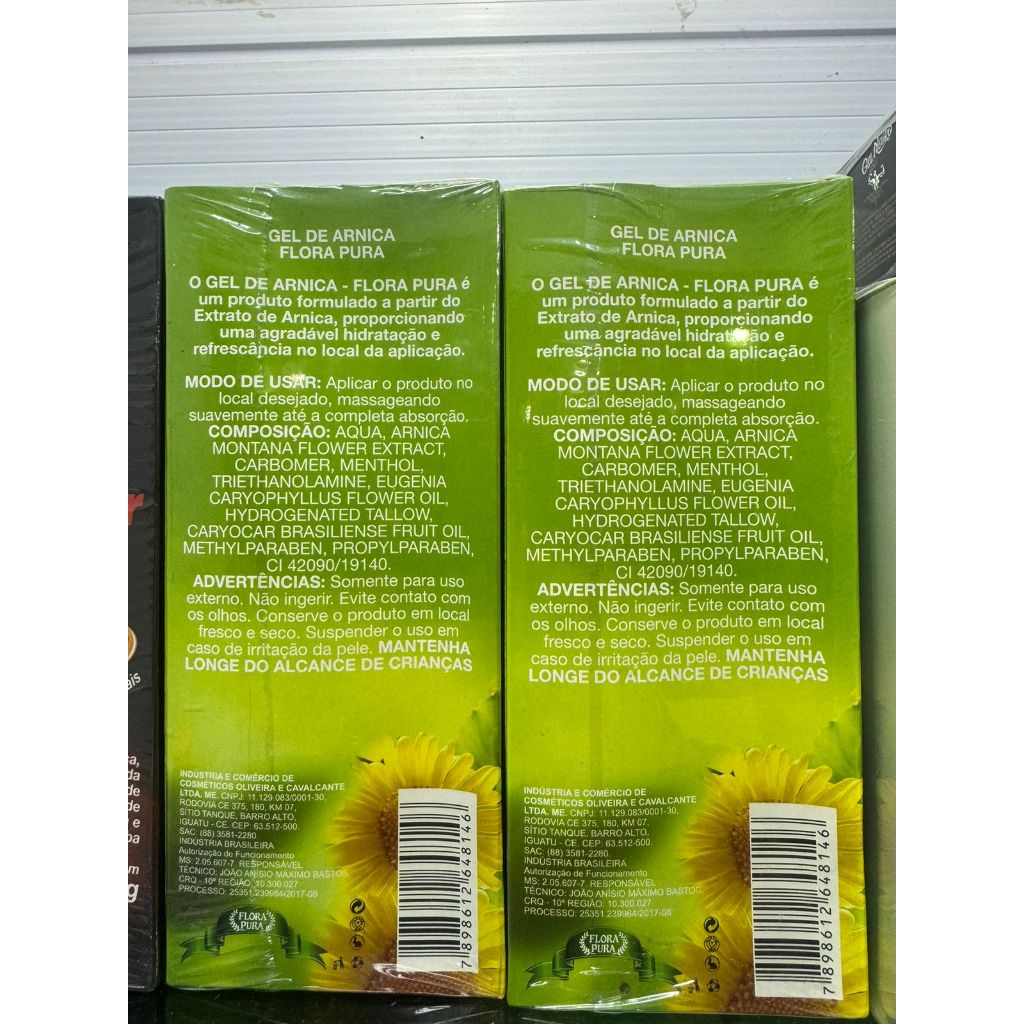 GEL DE ARNICA
FLORA PURA
O GEL DE ARNICA - FLORA PURA é
um produto formulado a partir do
Extrato de Arnica, proporcionando
uma agradável hidratação e
refrescância no local da aplicação.
MODO DE USAR: Aplicar o produto no
local desejado, massageando
suavemente até a completa absorção.
COMPOSIÇÃO: AQUA, ARNICA
MONTANA FLOWER EXTRACT,
CARBOMER, MENTHOL,
TRIETHANOLAMINE, EUGENIA
CARYOPHYLLUS FLOWER OIL,
HYDROGENATED TALLOW,
CARYOCAR BRASILIENSE FRUIT OIL,
METHYLPARABEN, PROPYLPARABEN,
CI 42090/19140.
ADVERTÊNCIAS: Somente para uso
externo. Não ingerir. Evite contato com
os olhos. Conserve o produto em local
fresco e seco. Suspender o uso em
caso de irritação da pele. MANTENHA
LONGE DO ALCANCE DE CRIANÇAS
INDÚSTRIA E COMÉRCIO DE
COSMÉTICOS OLIVEIRA E CAVALCANTE
LTDA. ME. CNPJ: 11.129.083/0001-30,
RODOVIA CE 375, 180, KM 07,
SÍTIO TANQUE, BARRO ALTO,
IGUATU - CE. CEP: 63.512-500.
SAC: (88) 3581-2280.
INDÚSTRIA BRASILEIRA
Autorização de Funcionamento
MS: 2.05.607-7. RESPONSÁVEL
TÉCNICO: JOÃO ANÍSIO MÁXIMO BASTOS,
CRQ - 10ª REGIÃO: 10.300.027
PROCESSO: 25351.239964/2017-08
FLORA
PURA
7898612648146
GEL DE ARNICA
FLORA PURA
O GEL DE ARNICA - FLORA PURA é
um produto formulado a partir do
Extrato de Arnica, proporcionando
uma agradável hidratação e
refrescância no local da aplicação.
MODO DE USAR: Aplicar o produto no
local desejado, massageando
suavemente até a completa absorção.
COMPOSIÇÃO: AQUA, ARNICA
MONTANA FLOWER EXTRACT,
CARBOMER, MENTHOL,
TRIETHANOLAMINE, EUGENIA
CARYOPHYLLUS FLOWER OIL,
HYDROGENATED TALLOW,
CARYOCAR BRASILIENSE FRUIT OIL,
METHYLPARABEN, PROPYLPARABEN,
CI 42090/19140.
ADVERTÊNCIAS: Somente para uso
externo. Não ingerir. Evite contato com
os olhos. Conserve o produto em local
fresco e seco. Suspender o uso em
caso de irritação da pele. MANTENHA
LONGE DO ALCANCE DE CRIANÇAS
INDÚSTRIA E COMÉRCIO DE
COSMÉTICOS OLIVEIRA E CAVALCANTE
LTDA. ME. CNPJ: 11.129.083/0001-30,
RODOVIA CE 375, 180, KM 07,
SÍTIO TANQUE, BARRO ALTO,
IGUATU - CE. CEP: 63.512-500.
SAC: (88) 3581-2280.
INDÚSTRIA BRASILEIRA
Autorização de Funcionamento
MS: 2.05.607-7. RESPONSÁVEL
TÉCNICO: JOÃO ANÍSIO MÁXIMO BASTOS,
CRQ - 10ª REGIÃO: 10.300.027
PROCESSO: 25351.239964/2017-08
FLORA
PURA
7898612648146